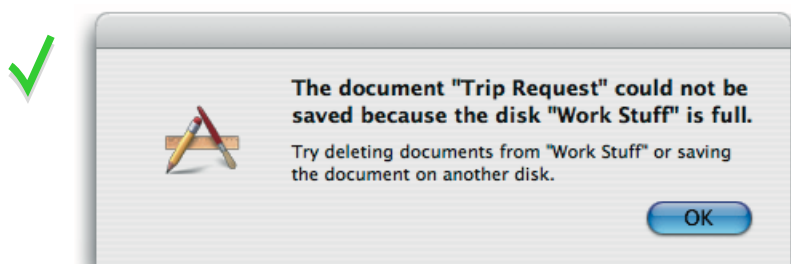 The document "Trip Request" could not be
saved because the disk "Work Stuff" is full.
Try deleting documents from "Work Stuff" or saving
the document on another disk.
OK